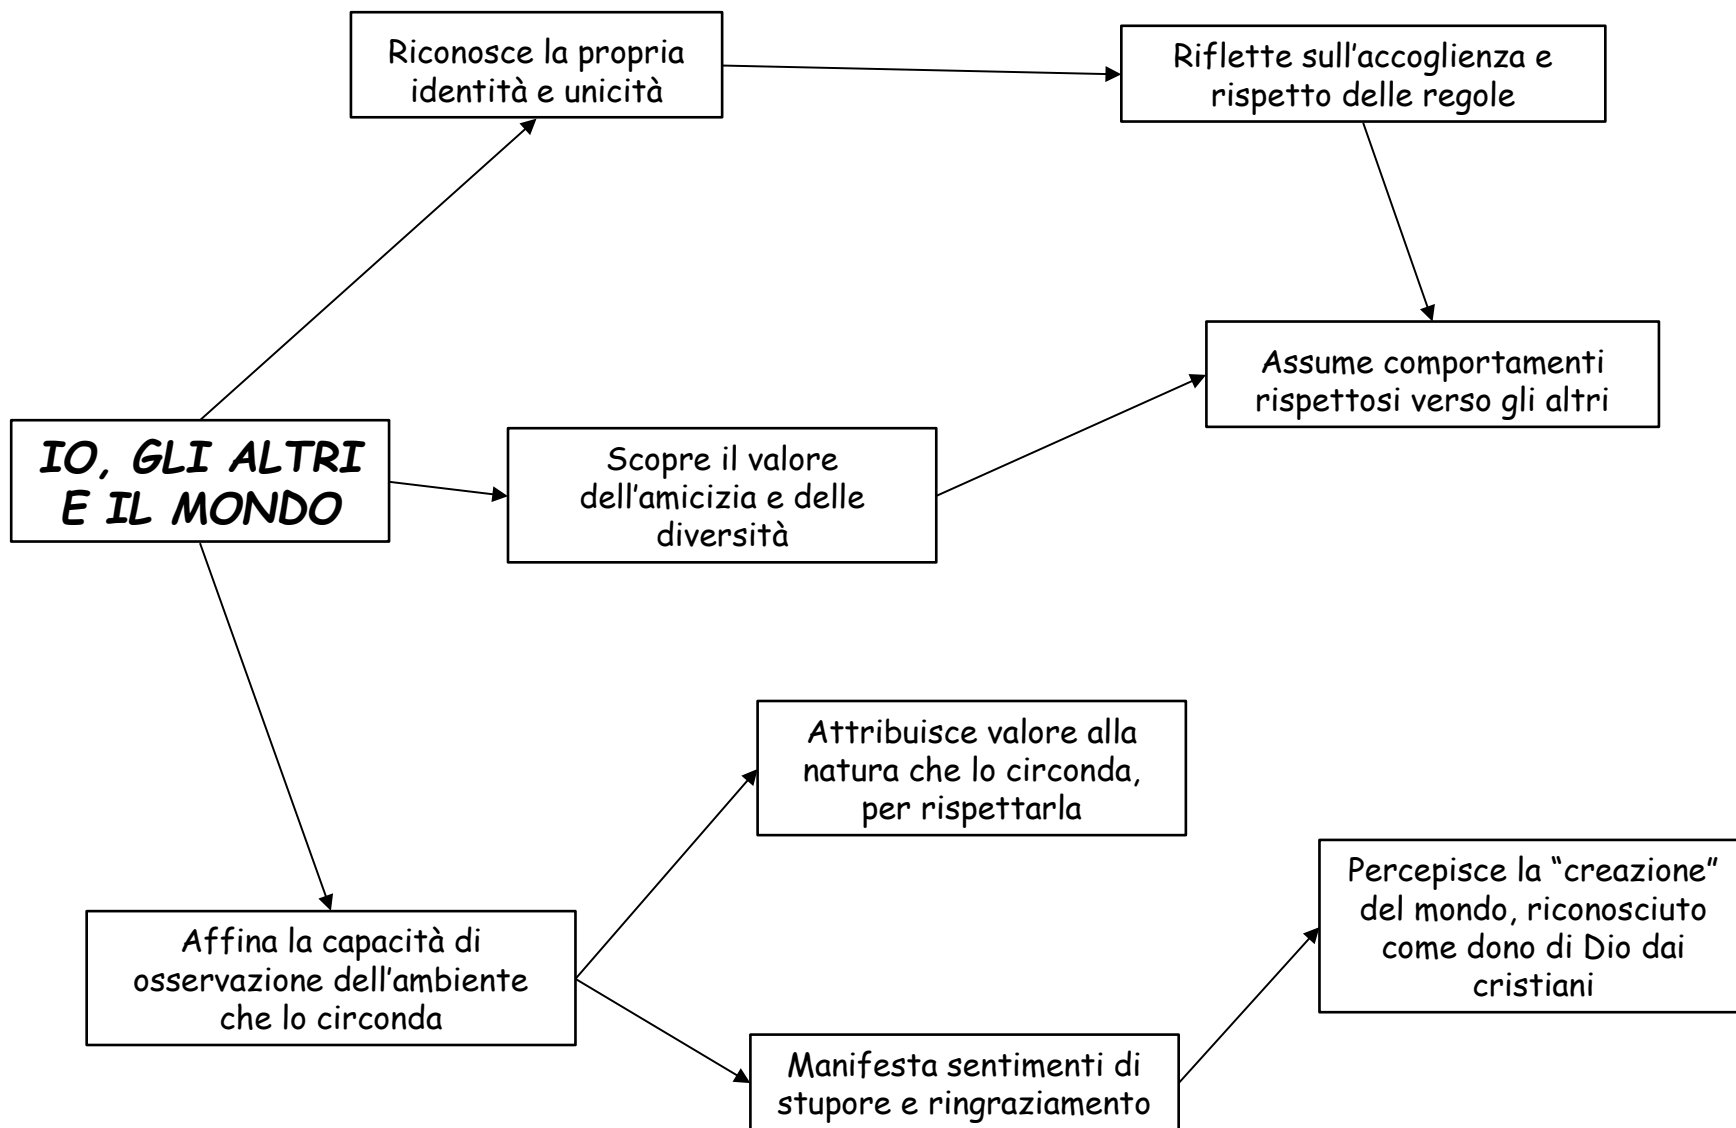 Riconosce la propria
identità e unicità
Riflette sull'accoglienza e
rispetto delle regole
Assume comportamenti
rispettosi verso gli altri
IO, GLI ALTRI
E IL MONDO
Scopre il valore
dell'amicizia e delle
diversità
Attribuisce valore alla
natura che lo circonda,
per rispettarla
Percepisce la “creazione”
del mondo, riconosciuto
come dono di Dio dai
cristiani
Affina la capacità di
osservazione dell'ambiente
che lo circonda
Manifesta sentimenti di
stupore e ringraziamento